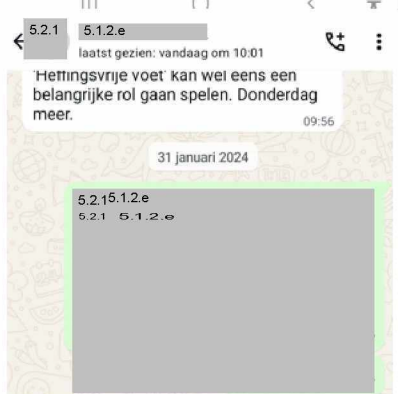 5.2.1 5.1.2.e
laatst gezien: vandaag om 10:01
'Heffingsvrije voet' kan wel eens een
belangrijke rol gaan spelen. Donderdag
meer.
09:56
31 januari 2024
5.2.1 5.1.2.e
5.2.1 5.1.2.e